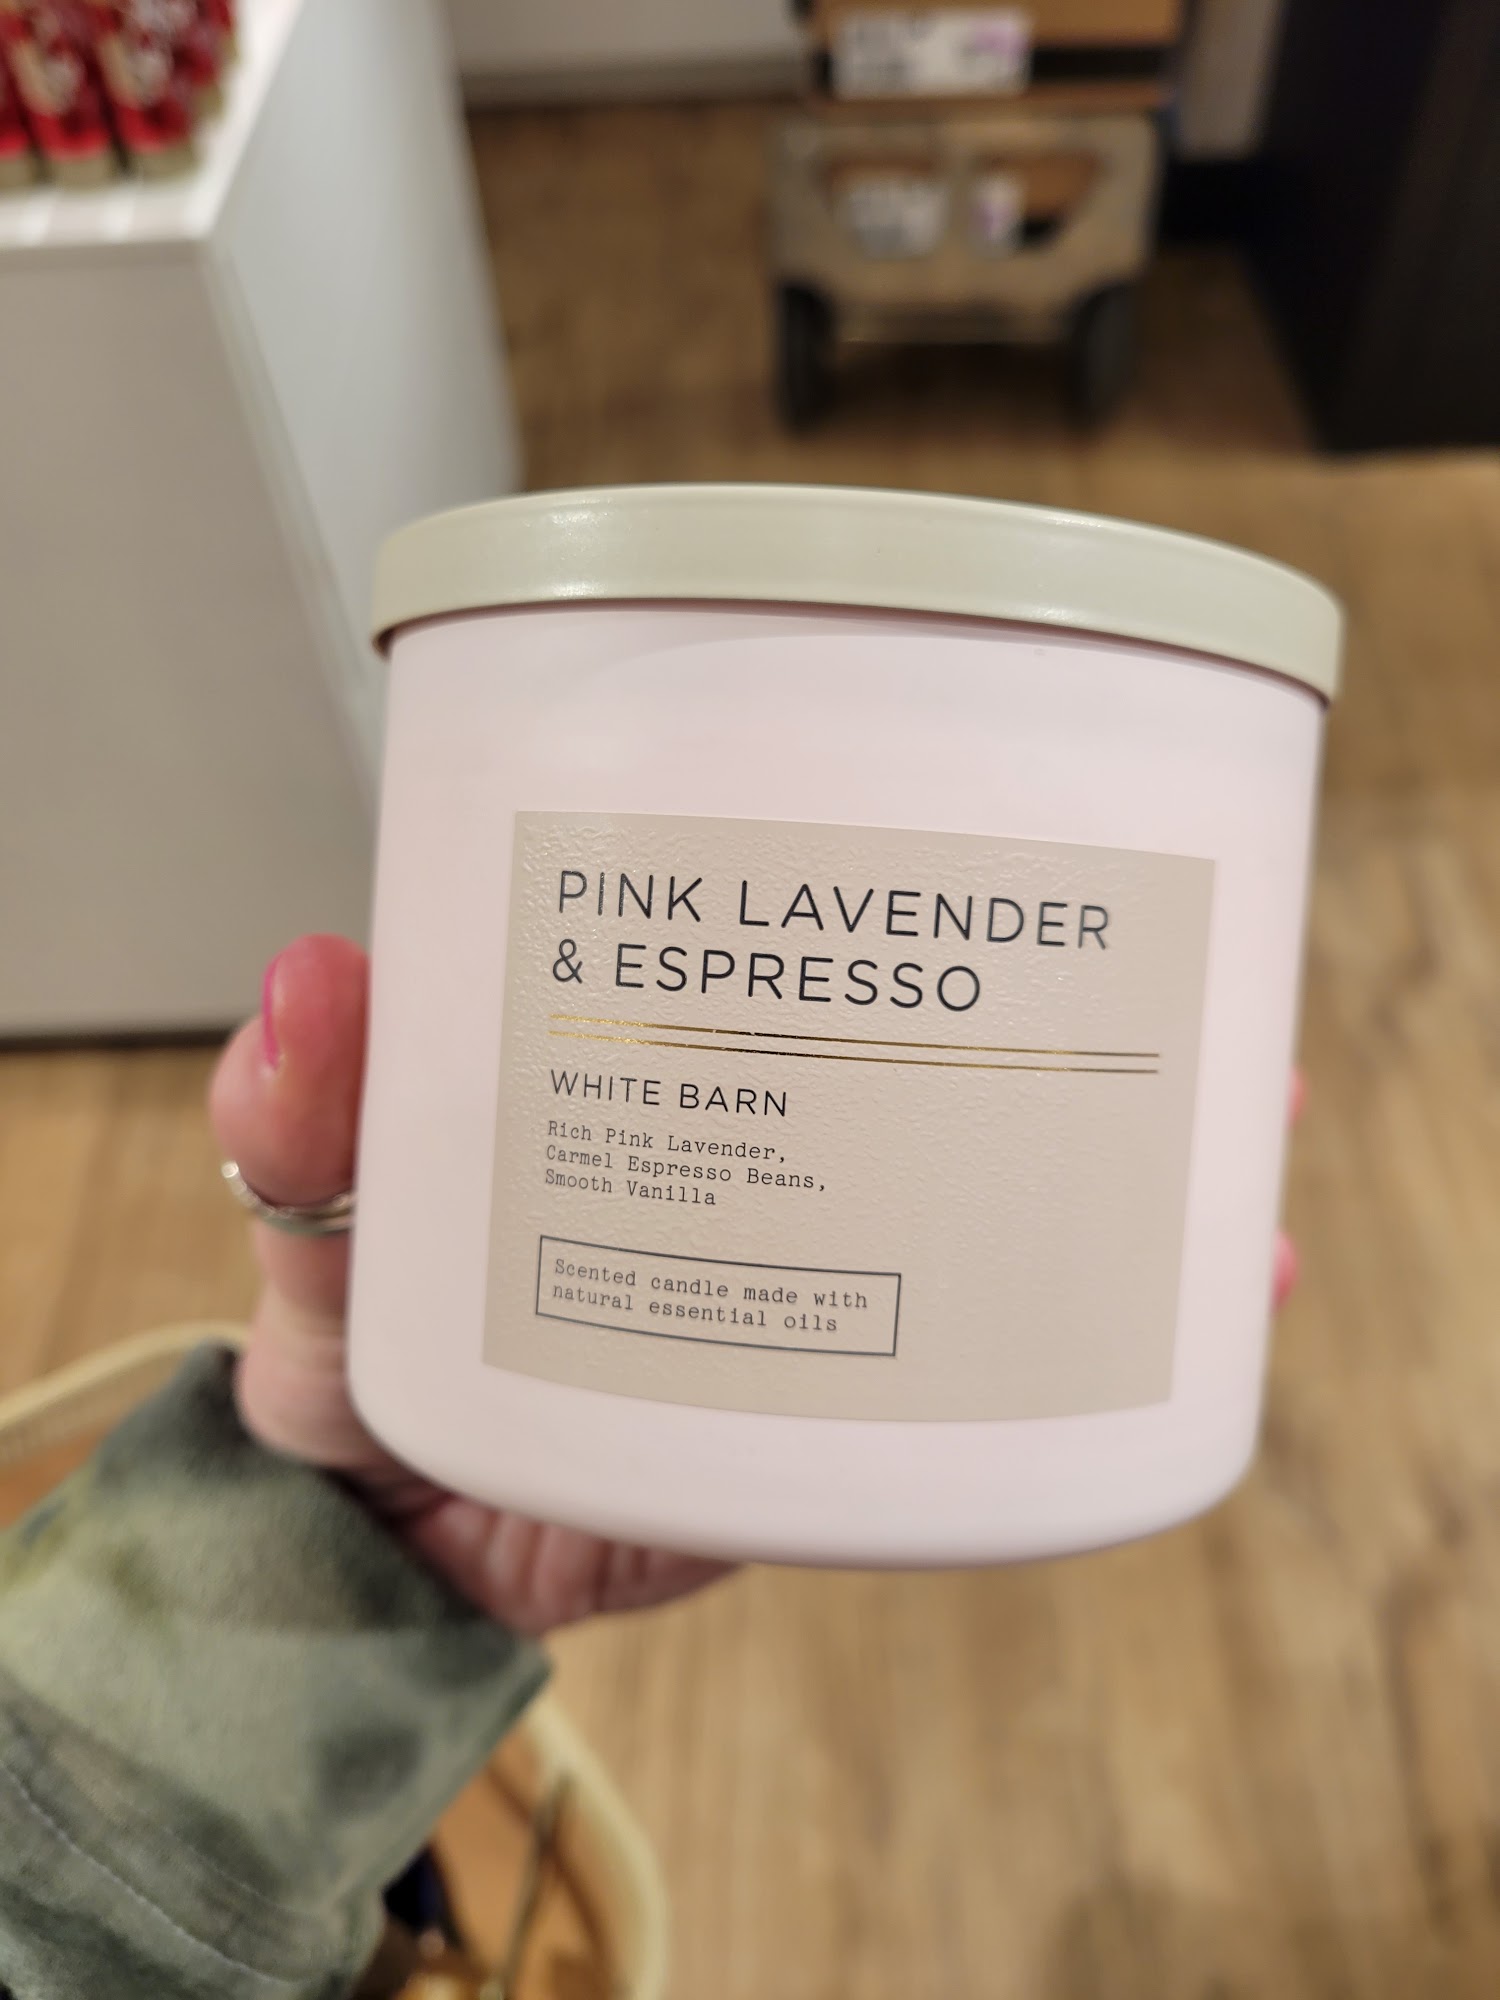 PINK LAVENDER
& ESPRESSO
WHITE BARN
Rich Pink Lavender,
Carmel Espresso Beans,
Smooth Vanilla
Scented candle made with
natural essential oils